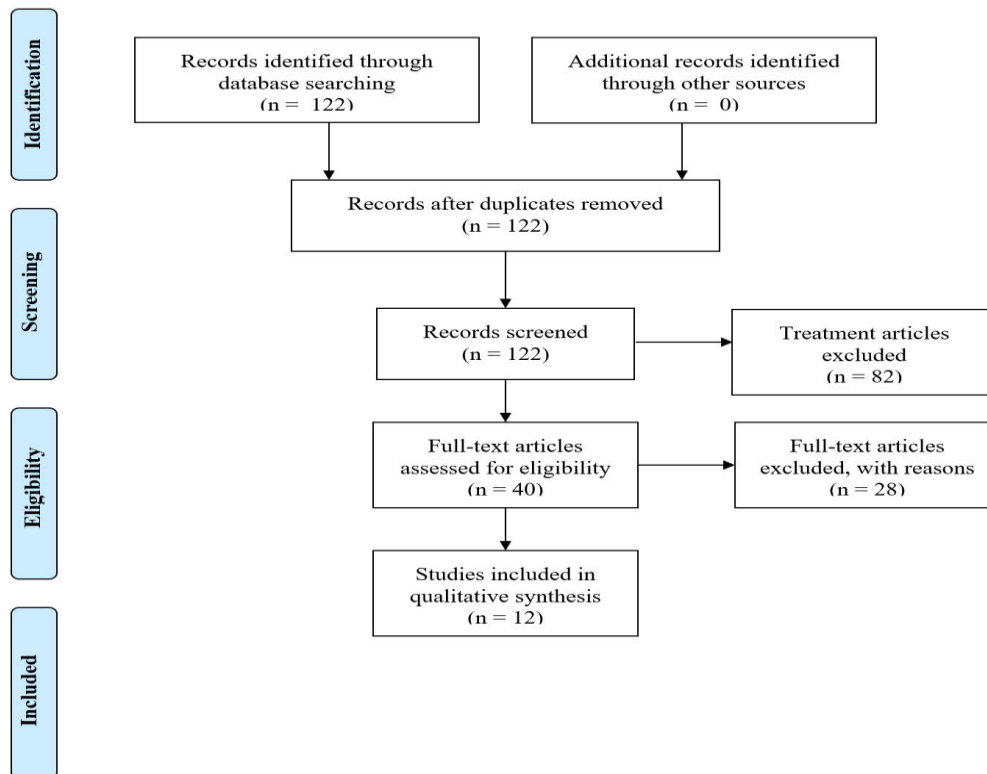 Identification
Records identified through
database searching
(n = 122)
Additional records identified
through other sources
(n = 0)
Records after duplicates removed
(n = 122)
Screening
Records screened
(n = 122)
Treatment articles
excluded
(n = 82)
Eligibility
Full-text articles
assessed for eligibility
(n = 40)
Full-text articles
excluded, with reasons
(n = 28)
Studies included in
qualitative synthesis
(n = 12)
Included